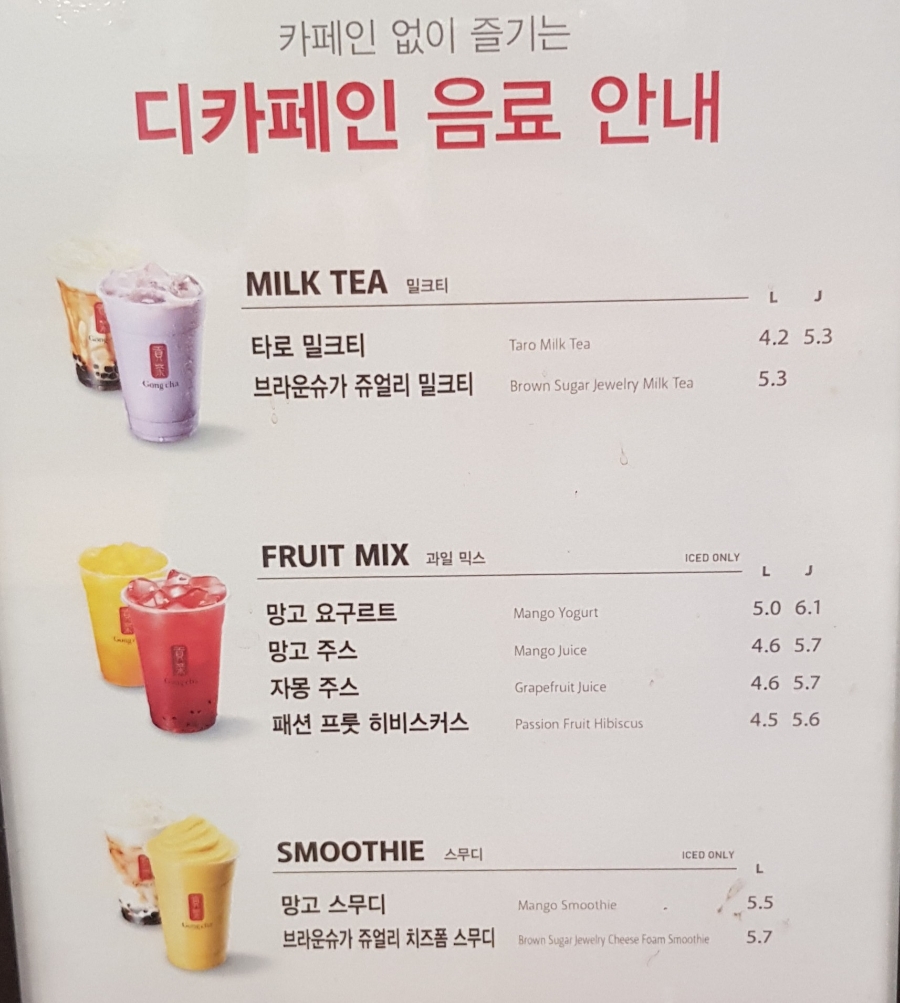 카페인 없이 즐기는
디카페인 음료 안내
MILK TEA 밀크티 L J
타로 밀크티 Taro Milk Tea 4.2 5.3
브라운슈가 쥬얼리 밀크티 Brown Sugar Jewelry Milk Tea 5.3
Gong cha
FRUIT MIX 과일 믹스 ICED ONLY L J
망고 요구르트 Mango Yogurt 5.0 6.1
망고 주스 Mango Juice 4.6 5.7
자몽 주스 Grapefruit Juice 4.6 5.7
패션 프룻 히비스커스 Passion Fruit Hibiscus 4.5 5.6
Gong cha
SMOOTHIE 스무디 ICED ONLY L
망고 스무디 Mango Smoothie 5.5
브라운슈가 쥬얼리 치즈폼 스무디 Brown Sugar Jewelry Cheese Foam Smoothie 5.7
Gong cha